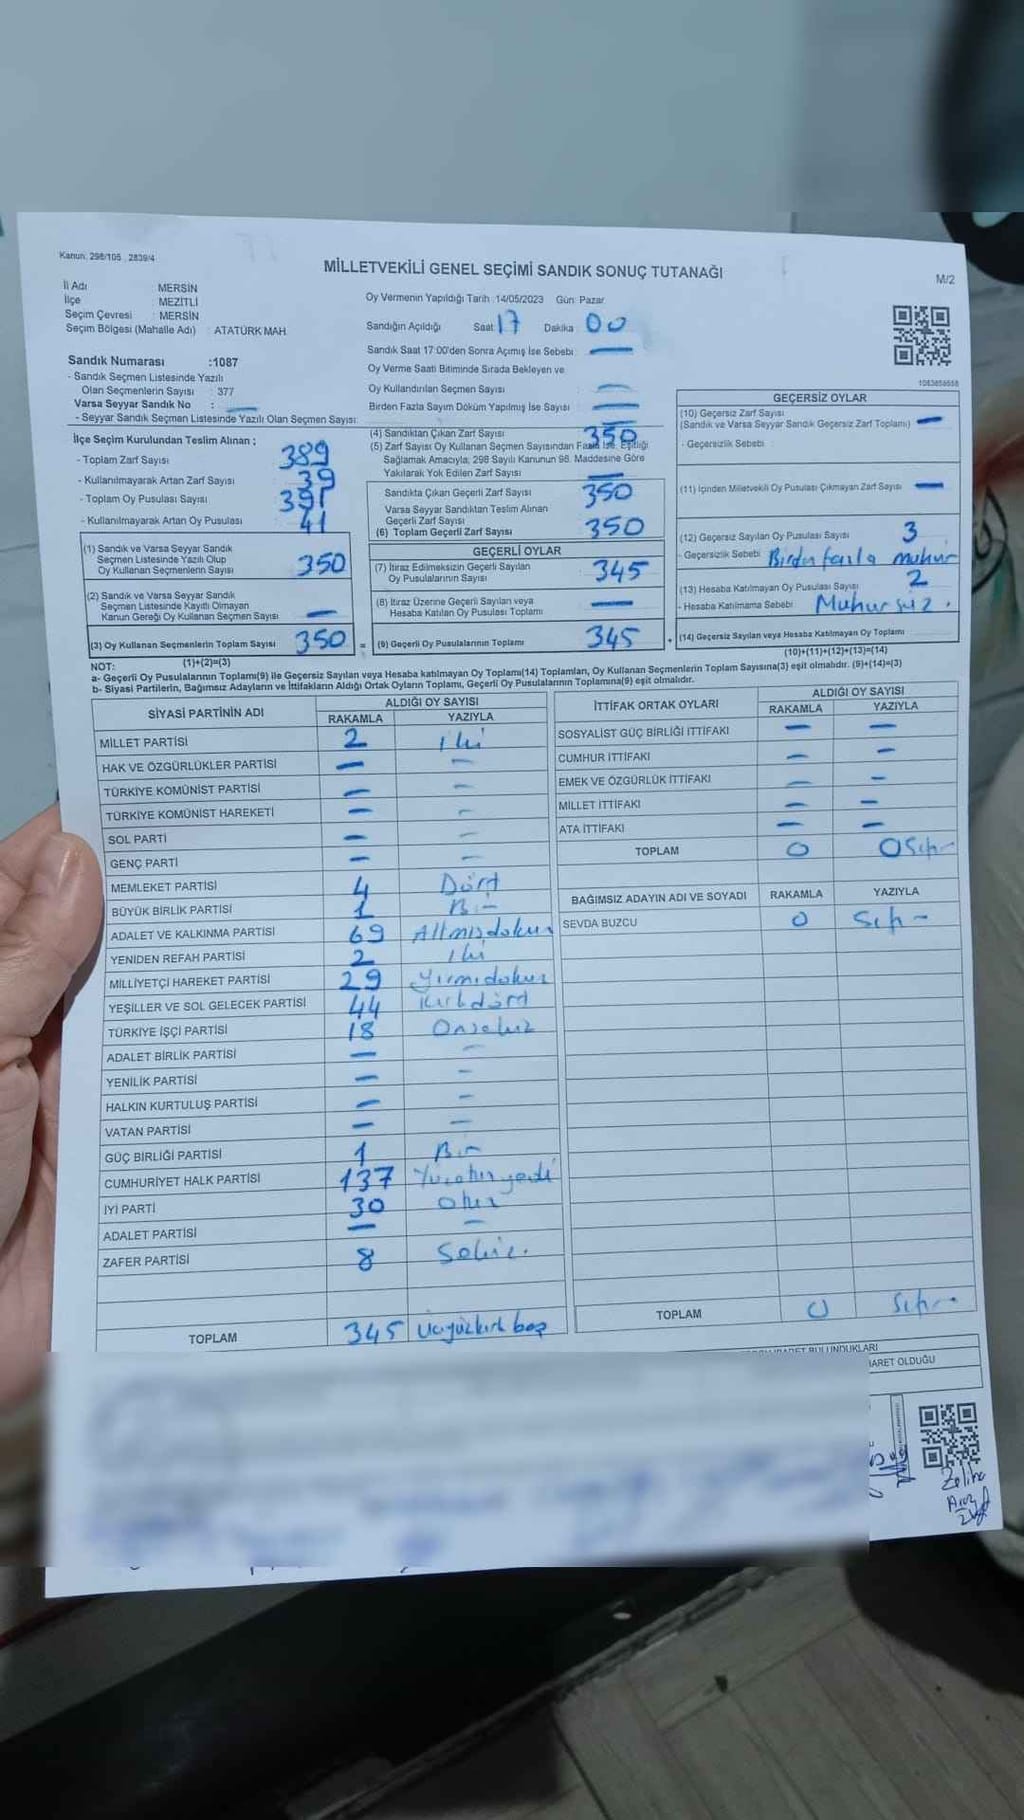 Kanun: 298/105 , 2839/4
MİLLETVEKİLİ GENEL SEÇİMİ SANDIK SONUÇ TUTANAĞI
M/2
İl Adı MERSİN
İlçe MEZİTLİ
Seçim Çevresi : MERSİN
Seçim Bölgesi (Mahalle Adı) : ATATÜRK MAH.
Sandık Numarası :1087
- Sandık Seçmen Listesinde Yazılı
Olan Seçmenlerin Sayısı : 377
Varsa Seyyar Sandık No : —
- Seyyar Sandık Seçmen Listesinde Yazılı Olan Seçmen Sayısı:
Oy Vermenin Yapıldığı Tarih :14/05/2023 Gün: Pazar
Sandığın Açıldığı Saat 17 Dakika 00
Sandık Saat 17:00'den Sonra Açımış İse Sebebi: —
Oy Verme Saati Bitiminde Sırada Bekleyen ve
Oy Kullandırılan Seçmen Sayısı —
Birden Fazla Sayım Döküm Yapılmış İse Sayısı —
1083858558
İlçe Seçim Kurulundan Teslim Alınan ;
- Toplam Zarf Sayısı 389
- Kullanılmayarak Artan Zarf Sayısı 39
- Toplam Oy Pusulası Sayısı 391
- Kullanılmayarak Artan Oy Pusulası 41
(1) Sandık ve Varsa Seyyar Sandık
Seçmen Listesinde Yazılı Olup
Oy Kullanan Seçmenlerin Sayısı 350
(2) Sandık ve Varsa Seyyar Sandık
Seçmen Listesinde Kayıtlı Olmayan
Kanun Gereği Oy Kullanan Seçmen Sayısı —
(3) Oy Kullanan Seçmenlerin Toplam Sayısı 350 =
(1)+(2)=(3)
(4) Sandıktan Çıkan Zarf Sayısı 350
(5) Zarf Sayısı Oy Kullanan Seçmen Sayısından Fazla İse, Eşitliği
Sağlamak Amacıyla, 298 Sayılı Kanunun 98. Maddesine Göre
Yakılarak Yok Edilen Zarf Sayısı —
Sandıkta Çıkan Geçerli Zarf Sayısı 350
Varsa Seyyar Sandıktan Teslim Alınan
Geçerli Zarf Sayısı
(6) Toplam Geçerli Zarf Sayısı 350
GEÇERLİ OYLAR
(7) İtiraz Edilmeksizin Geçerli Sayılan
Oy Pusulalarının Sayısı 345
(8) İtiraz Üzerine Geçerli Sayılan veya
Hesaba Katılan Oy Pusulası Toplamı —
(9) Geçerli Oy Pusulalarının Toplamı 345 +
GEÇERSİZ OYLAR
(10) Geçersiz Zarf Sayısı
(Sandık ve Varsa Seyyar Sandık Geçersiz Zarf Toplamı) —
- Geçersizlik Sebebi :
(11) İçinden Milletvekili Oy Pusulası Çıkmayan Zarf Sayısı —
(12) Geçersiz Sayılan Oy Pusulası Sayısı 3
- Geçersizlik Sebebi Birden fazla muhur
(13) Hesaba Katılmayan Oy Pusulası Sayısı 2
- Hesaba Katılmama Sebebi Muhursiz.
(14) Geçersiz Sayılan veya Hesaba Katılmayan Oy Toplamı
(10)+(11)+(12)+(13)=(14)
NOT:
a- Geçerli Oy Pusulalarının Toplamı(9) ile Geçersiz Sayılan veya Hesaba katılmayan Oy Toplamı(14) Toplamları, Oy Kullanan Seçmenlerin Toplam Sayısına(3) eşit olmalıdır. (9)+(14)=(3)
b- Siyasi Partilerin, Bağımsız Adayların ve İttifakların Aldığı Ortak Oyların Toplamı, Geçerli Oy Pusulalarının Toplamına(9) eşit olmalıdır.
SİYASİ PARTİNİN ADI ALDIĞI OY SAYISI
RAKAMLA YAZIYLA
MİLLET PARTİSİ 2 İki
HAK VE ÖZGÜRLÜKLER PARTİSİ — —
TÜRKİYE KOMÜNİST PARTİSİ — —
TÜRKİYE KOMÜNİST HAREKETİ — —
SOL PARTİ — —
GENÇ PARTİ — —
MEMLEKET PARTİSİ 4 Dört
BÜYÜK BİRLİK PARTİSİ 1 Bir
ADALET VE KALKINMA PARTİSİ 69 Altmışdokuz
YENİDEN REFAH PARTİSİ 2 İki
MİLLİYETÇİ HAREKET PARTİSİ 29 Yirmidokuz
YEŞİLLER VE SOL GELECEK PARTİSİ 44 Kırkdört
TÜRKİYE İŞÇİ PARTİSİ 18 Onsekiz
ADALET BİRLİK PARTİSİ — —
YENİLİK PARTİSİ — —
HALKIN KURTULUŞ PARTİSİ — —
VATAN PARTİSİ — —
GÜÇ BİRLİĞİ PARTİSİ 1 Bir
CUMHURİYET HALK PARTİSİ 137
İYİ PARTİ 30 Otuz
ADALET PARTİSİ — —
ZAFER PARTİSİ 8 Sekiz.
TOPLAM 345 Üçyüzkırk beş
İTTİFAK ORTAK OYLARI ALDIĞI OY SAYISI
RAKAMLA YAZIYLA
SOSYALİST GÜÇ BİRLİĞİ İTTİFAKI — —
CUMHUR İTTİFAKI — —
EMEK VE ÖZGÜRLÜK İTTİFAKI — —
MİLLET İTTİFAKI — —
ATA İTTİFAKI — —
TOPLAM 0 0 Sıfır
BAĞIMSIZ ADAYIN ADI VE SOYADI RAKAMLA YAZIYLA
SEVDA BUZCU 0 Sıfır
TOPLAM 0 Sıfır
BULUNDUKLARI
İARET OLDUĞU
Zeliha